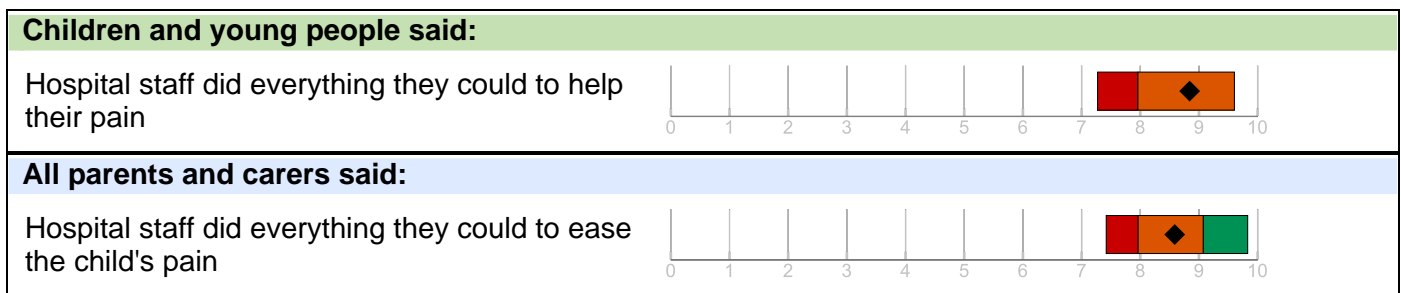 Children and young people said:
Hospital staff did everything they could to help
their pain
0 1 2 3 4 5 6 7 8 9 10
All parents and carers said:
Hospital staff did everything they could to ease
the child's pain
0 1 2 3 4 5 6 7 8 9 10